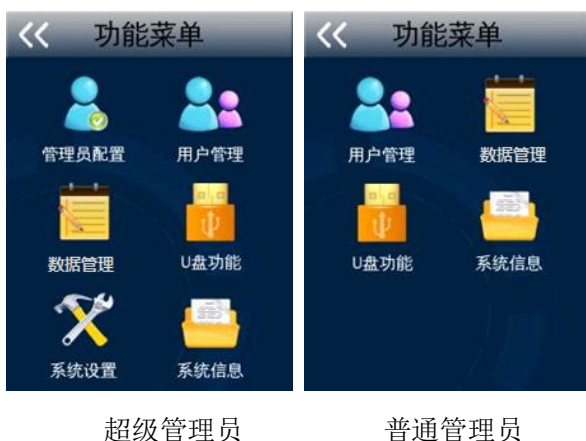 功能菜单
管理员配置 用户管理
数据管理 U盘功能
系统设置 系统信息
功能菜单
用户管理 数据管理
U盘功能 系统信息
超级管理员 普通管理员